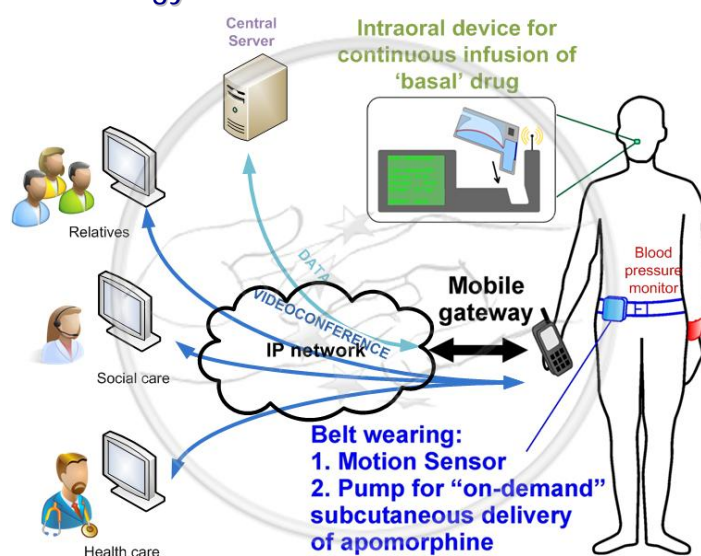 Central
Server
Intraoral device for
continuous infusion of
'basal' drug
Relatives
DATA
VIDEOCONFERENCE
IP network
Mobile
gateway
Blood
pressure
monitor
Social care
Belt wearing:
1. Motion Sensor
2. Pump for “on-demand”
subcutaneous delivery
of apomorphine
Health care